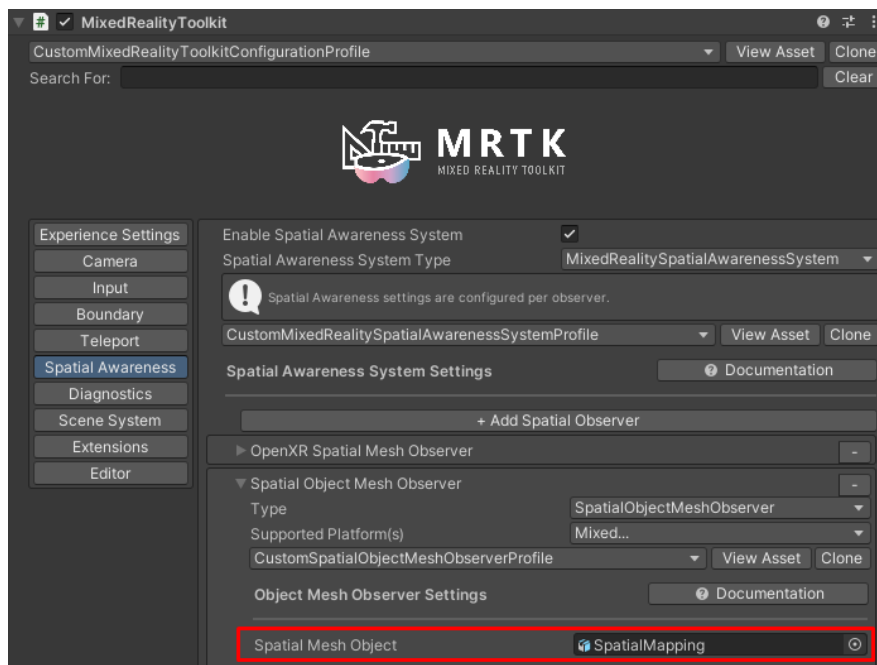 MixedRealityToolkit
CustomMixedRealityToolkitConfigurationProfile View Asset Clone
Search For: Clear
MRTK
MIXED REALITY TOOLKIT
Experience Settings
Camera
Input
Boundary
Teleport
Spatial Awareness
Diagnostics
Scene System
Extensions
Editor
Enable Spatial Awareness System
Spatial Awareness System Type MixedRealitySpatialAwarenessSystem
Spatial Awareness settings are configured per observer.
CustomMixedRealitySpatialAwarenessSystemProfile View Asset Clone
Spatial Awareness System Settings Documentation
+ Add Spatial Observer
OpenXR Spatial Mesh Observer -
Spatial Object Mesh Observer -
Type SpatialObjectMeshObserver
Supported Platform(s) Mixed...
CustomSpatialObjectMeshObserverProfile View Asset Clone
Object Mesh Observer Settings Documentation
Spatial Mesh Object SpatialMapping